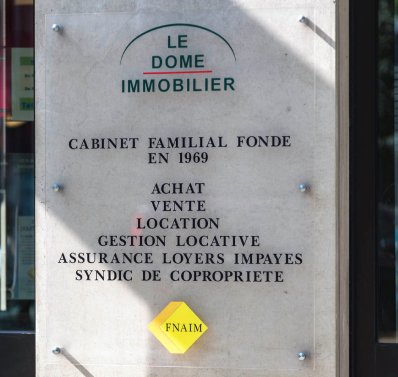 LE
DOME
IMMOBILIER
CABINET FAMILIAL FONDE
EN 1969
ACHAT
VENTE
LOCATION
GESTION LOCATIVE
ASSURANCE LOYERS IMPAYES
SYNDIC DE COPROPRIETE
FNAIM